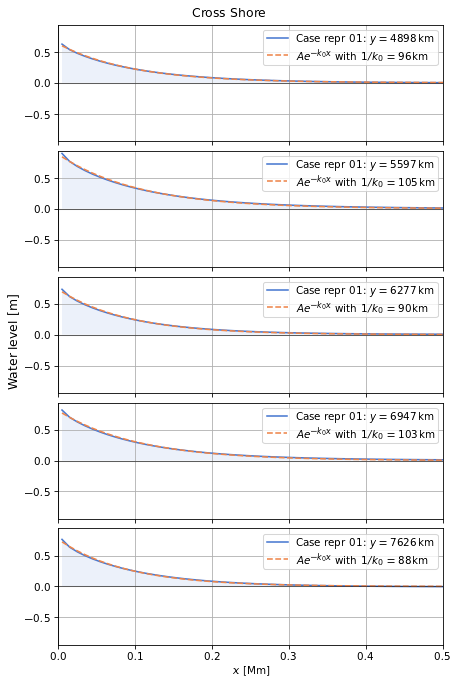 Cross Shore
Case repr 01: y = 4898 km
Ae^{-k_0x} with 1/k_0 = 96 km
0.5
0.0
−0.5
Case repr 01: y = 5597 km
Ae^{-k_0x} with 1/k_0 = 105 km
0.5
0.0
−0.5
Case repr 01: y = 6277 km
Ae^{-k_0x} with 1/k_0 = 90 km
0.5
0.0
−0.5
Water level [m]
Case repr 01: y = 6947 km
Ae^{-k_0x} with 1/k_0 = 103 km
0.5
0.0
−0.5
Case repr 01: y = 7626 km
Ae^{-k_0x} with 1/k_0 = 88 km
0.5
0.0
−0.5
0.0 0.1 0.2 0.3 0.4 0.5
x [Mm]